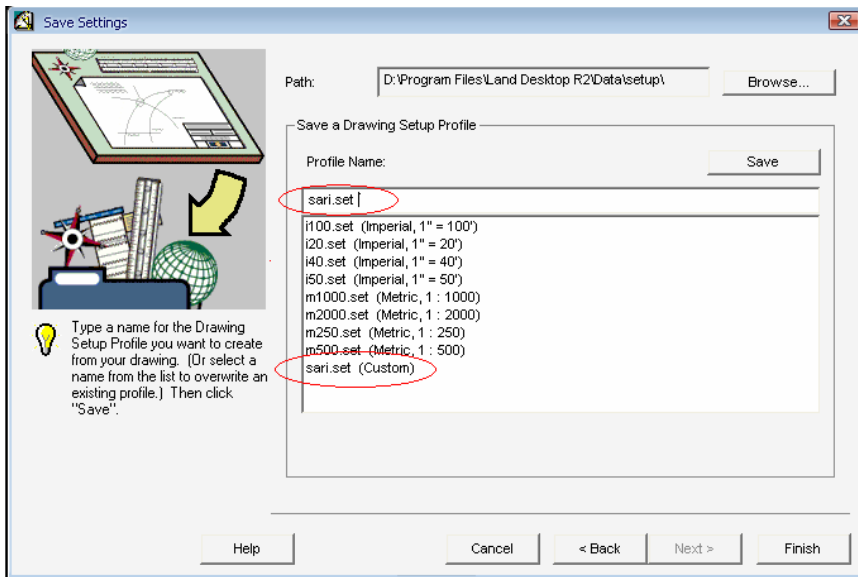 Save Settings
Path:
D:\Program Files\Land Desktop R2\Data\setup\
Browse...
Save a Drawing Setup Profile
Profile Name:
Save
sari.set
i100.set (Imperial, 1" = 100')
i20.set (Imperial, 1" = 20')
i40.set (Imperial, 1" = 40')
i50.set (Imperial, 1" = 50')
m1000.set (Metric, 1 : 1000)
m2000.set (Metric, 1 : 2000)
m250.set (Metric, 1 : 250)
m500.set (Metric, 1 : 500)
sari.set (Custom)
Type a name for the Drawing
Setup Profile you want to create
from your drawing. (Or select a
name from the list to overwrite an
existing profile.) Then click
"Save".
Help
Cancel
< Back
Next >
Finish